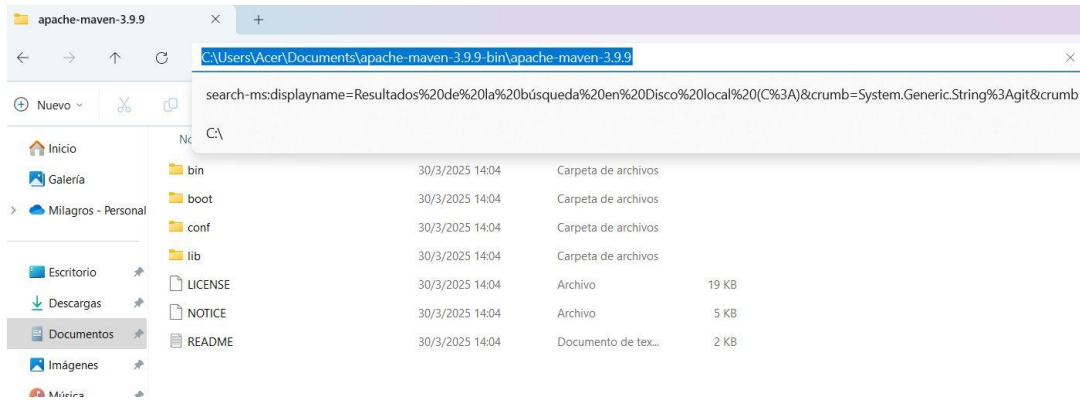 apache-maven-3.9.9
C:\Users\Acer\Documents\apache-maven-3.9.9-bin\apache-maven-3.9.9
Nuevo
search-ms:displayname=Resultados%20de%20la%20búsqueda%20en%20Disco%20local%20(C%3A)&crumb=System.Generic.String%3Agit&crumb
C:\
Inicio
Galería
Milagros - Personal
Escritorio
Descargas
Documentos
Imágenes
Música
bin 30/3/2025 14:04 Carpeta de archivos
boot 30/3/2025 14:04 Carpeta de archivos
conf 30/3/2025 14:04 Carpeta de archivos
lib 30/3/2025 14:04 Carpeta de archivos
LICENSE 30/3/2025 14:04 Archivo 19 KB
NOTICE 30/3/2025 14:04 Archivo 5 KB
README 30/3/2025 14:04 Documento de tex... 2 KB